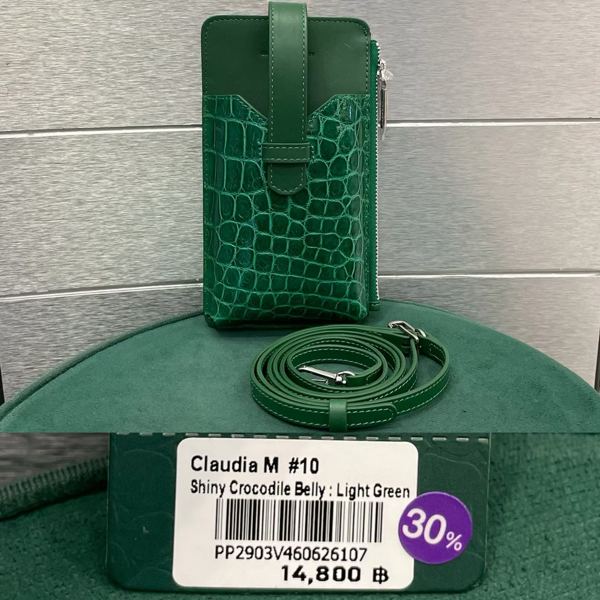 Claudia M #10
Shiny Crocodile Belly : Light Green
PP2903V460626107
14,800 ฿
30%